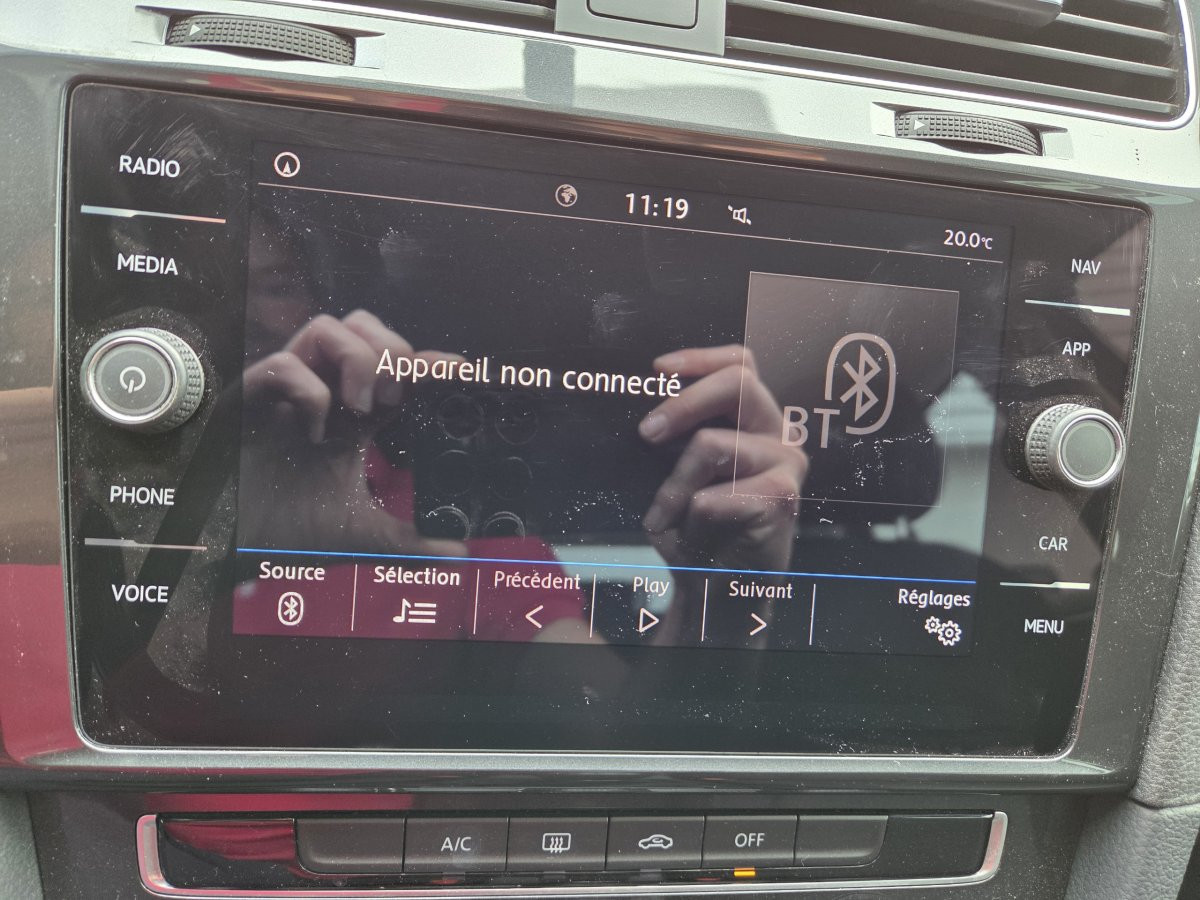 RADIO
MEDIA
PHONE
VOICE
11:19
20.0°C
Appareil non connecté
BT
Source
Sélection
Précédent
Play
Suivant
Réglages
NAV
APP
CAR
MENU
A/C
OFF